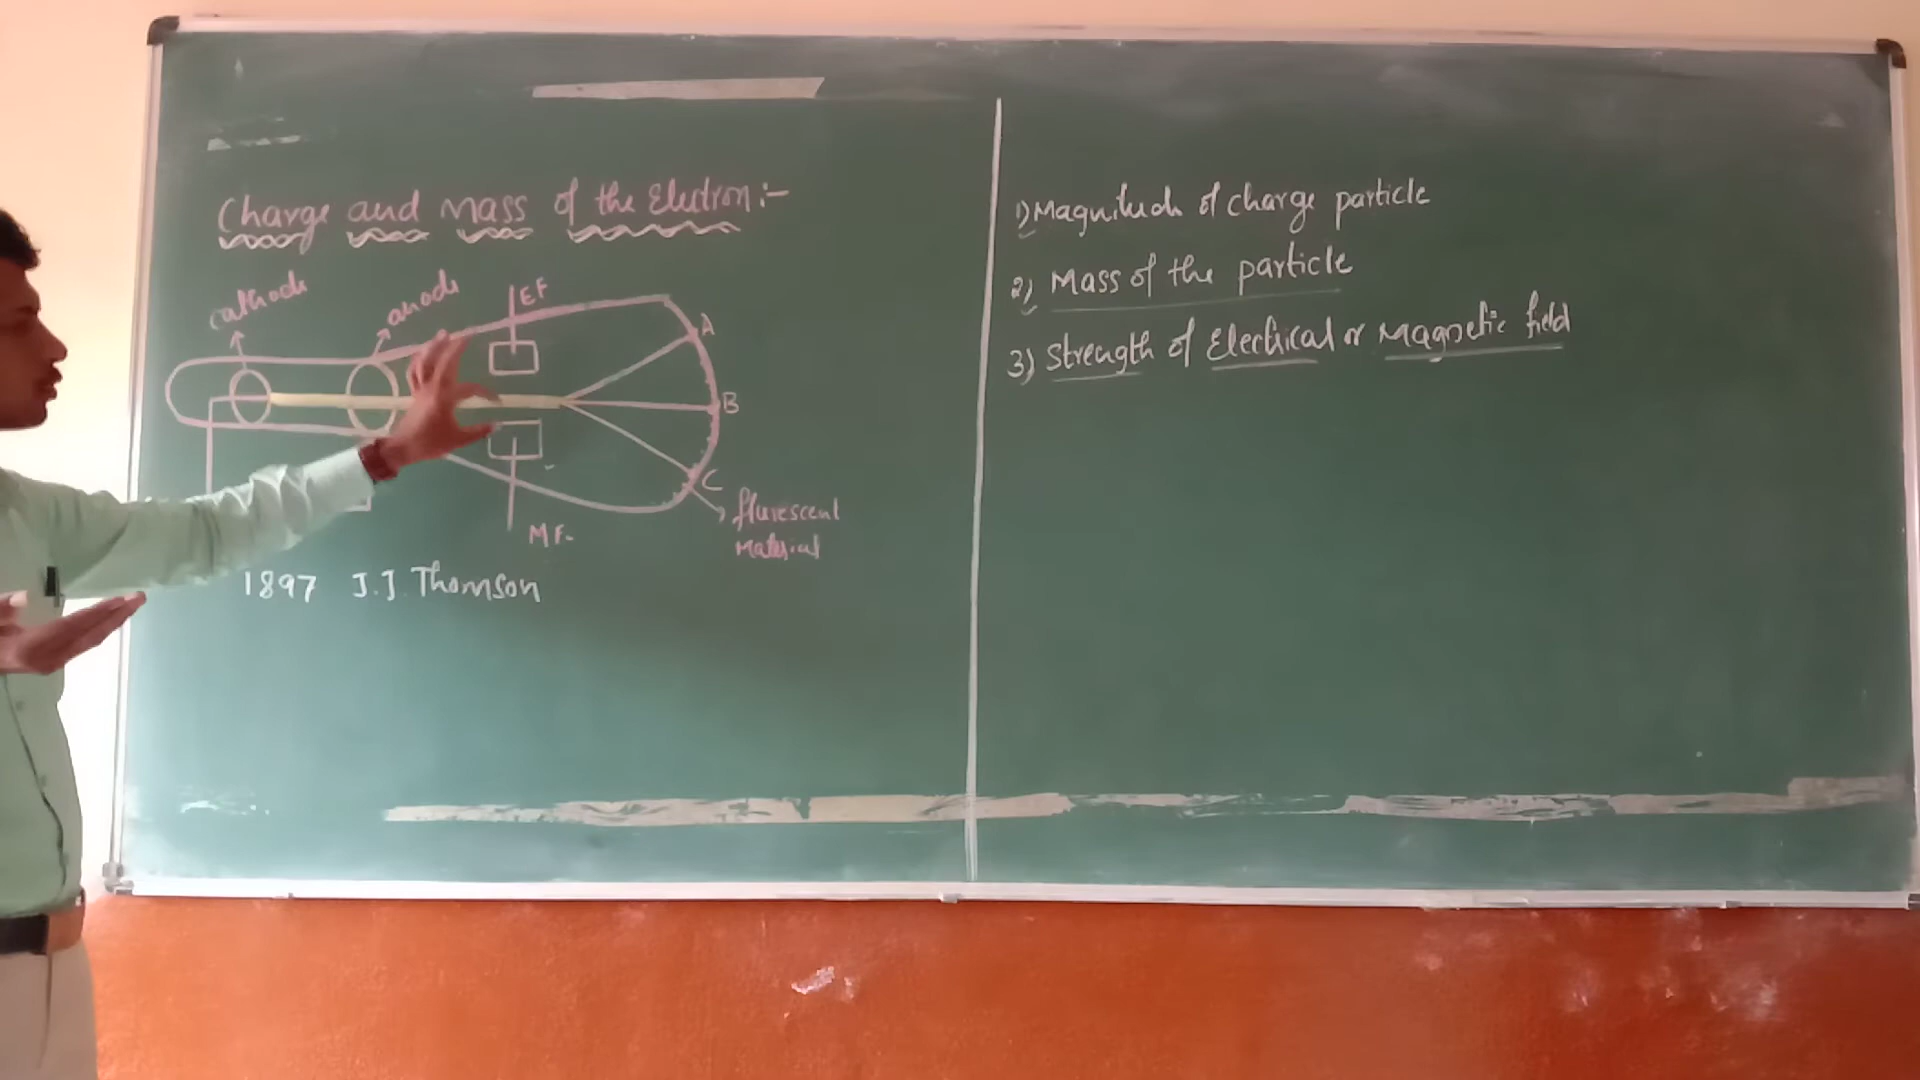 Charge and Mass of the Electron:-
cathode
anode
EF
A
B
C
flurescent
Material
MF-
1897 J.J. Thomson
1) Magnitude of charge particle
2) Mass of the particle
3) Strength of Electrical or Magnetic field